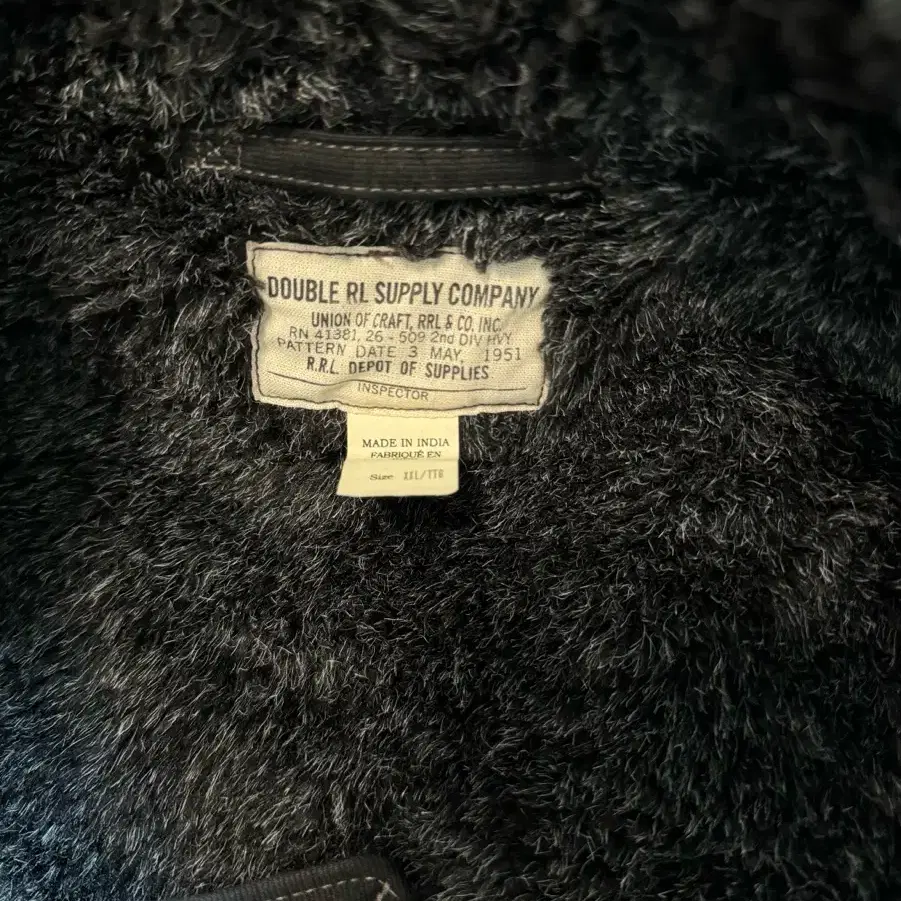 DOUBLE RL SUPPLY COMPANY
UNION OF CRAFT, RRL & CO. INC.
RN 41381, 26 - 509 2nd DIV HVY
PATTERN DATE 3 MAY, 1951
R.R.L. DEPOT OF SUPPLIES
INSPECTOR
MADE IN INDIA
FABRIQUÉ EN
Size XXL/TTG